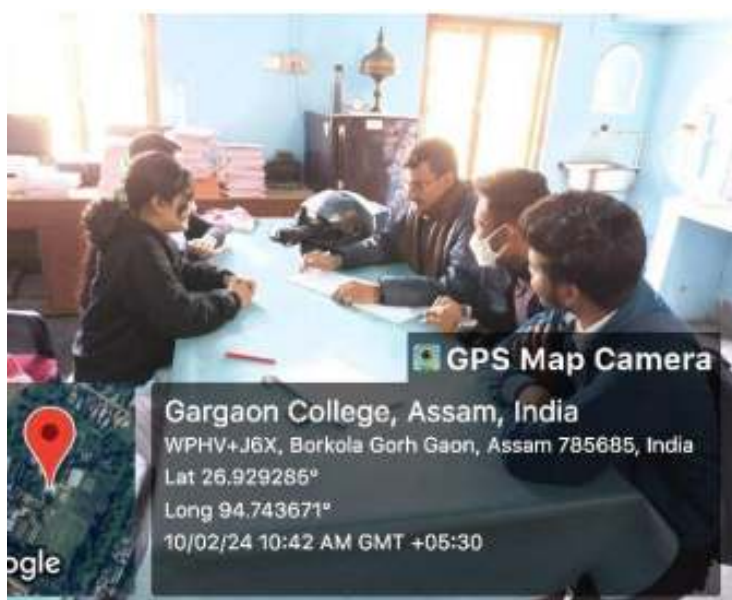 GPS Map Camera
Gargaon College, Assam, India
WPHV+J6X, Borkola Gorh Gaon, Assam 785685, India
Lat 26.929285°
Long 94.743671°
10/02/24 10:42 AM GMT +05:30
ogle